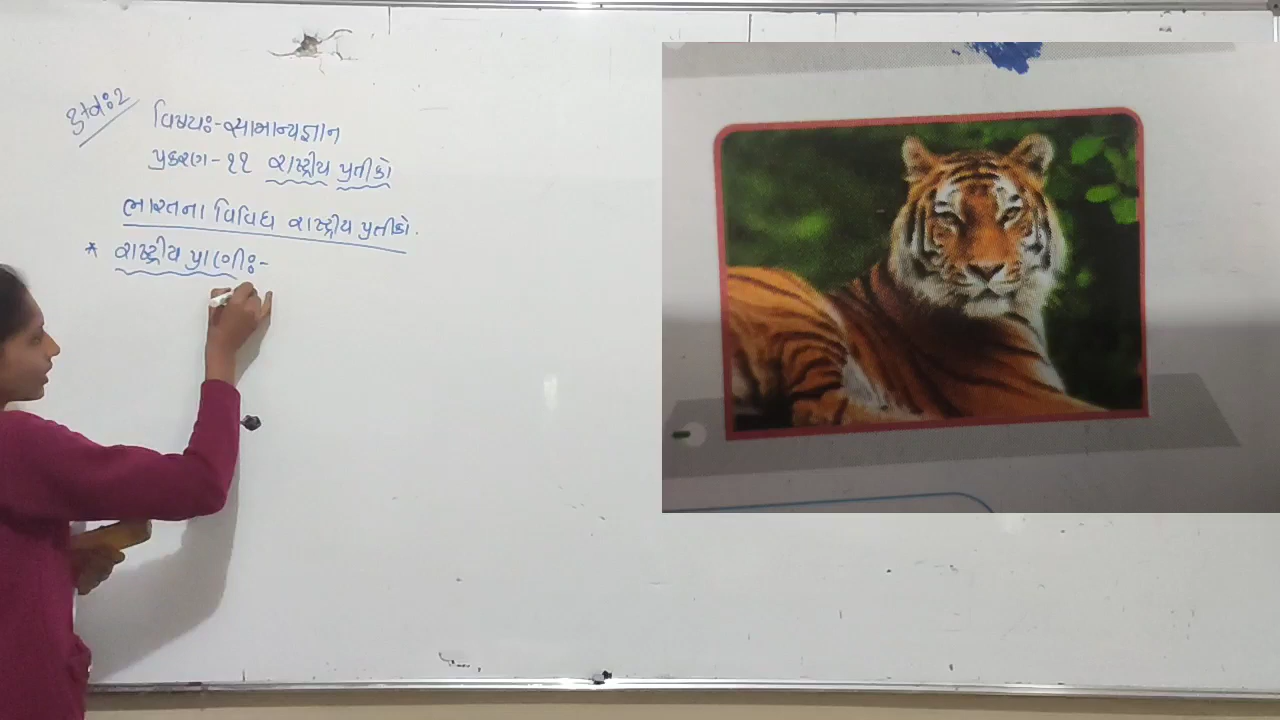 ધોરણ:૨
વિષયઃ-સામાન્યજ્ઞાન
પ્રકરણ-૧૧ રાષ્ટ્રીય પ્રતીકો
ભારતના વિવિધ રાષ્ટ્રીય પ્રતીકો.
* રાષ્ટ્રીય પ્રાણીઃ-